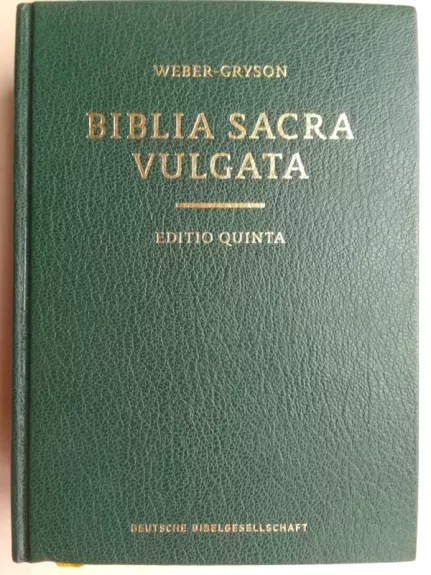 WEBER-GRYSON
BIBLIA SACRA
VULGATA
EDITIO QUINTA
DEUTSCHE BIBELGESELLSCHAFT